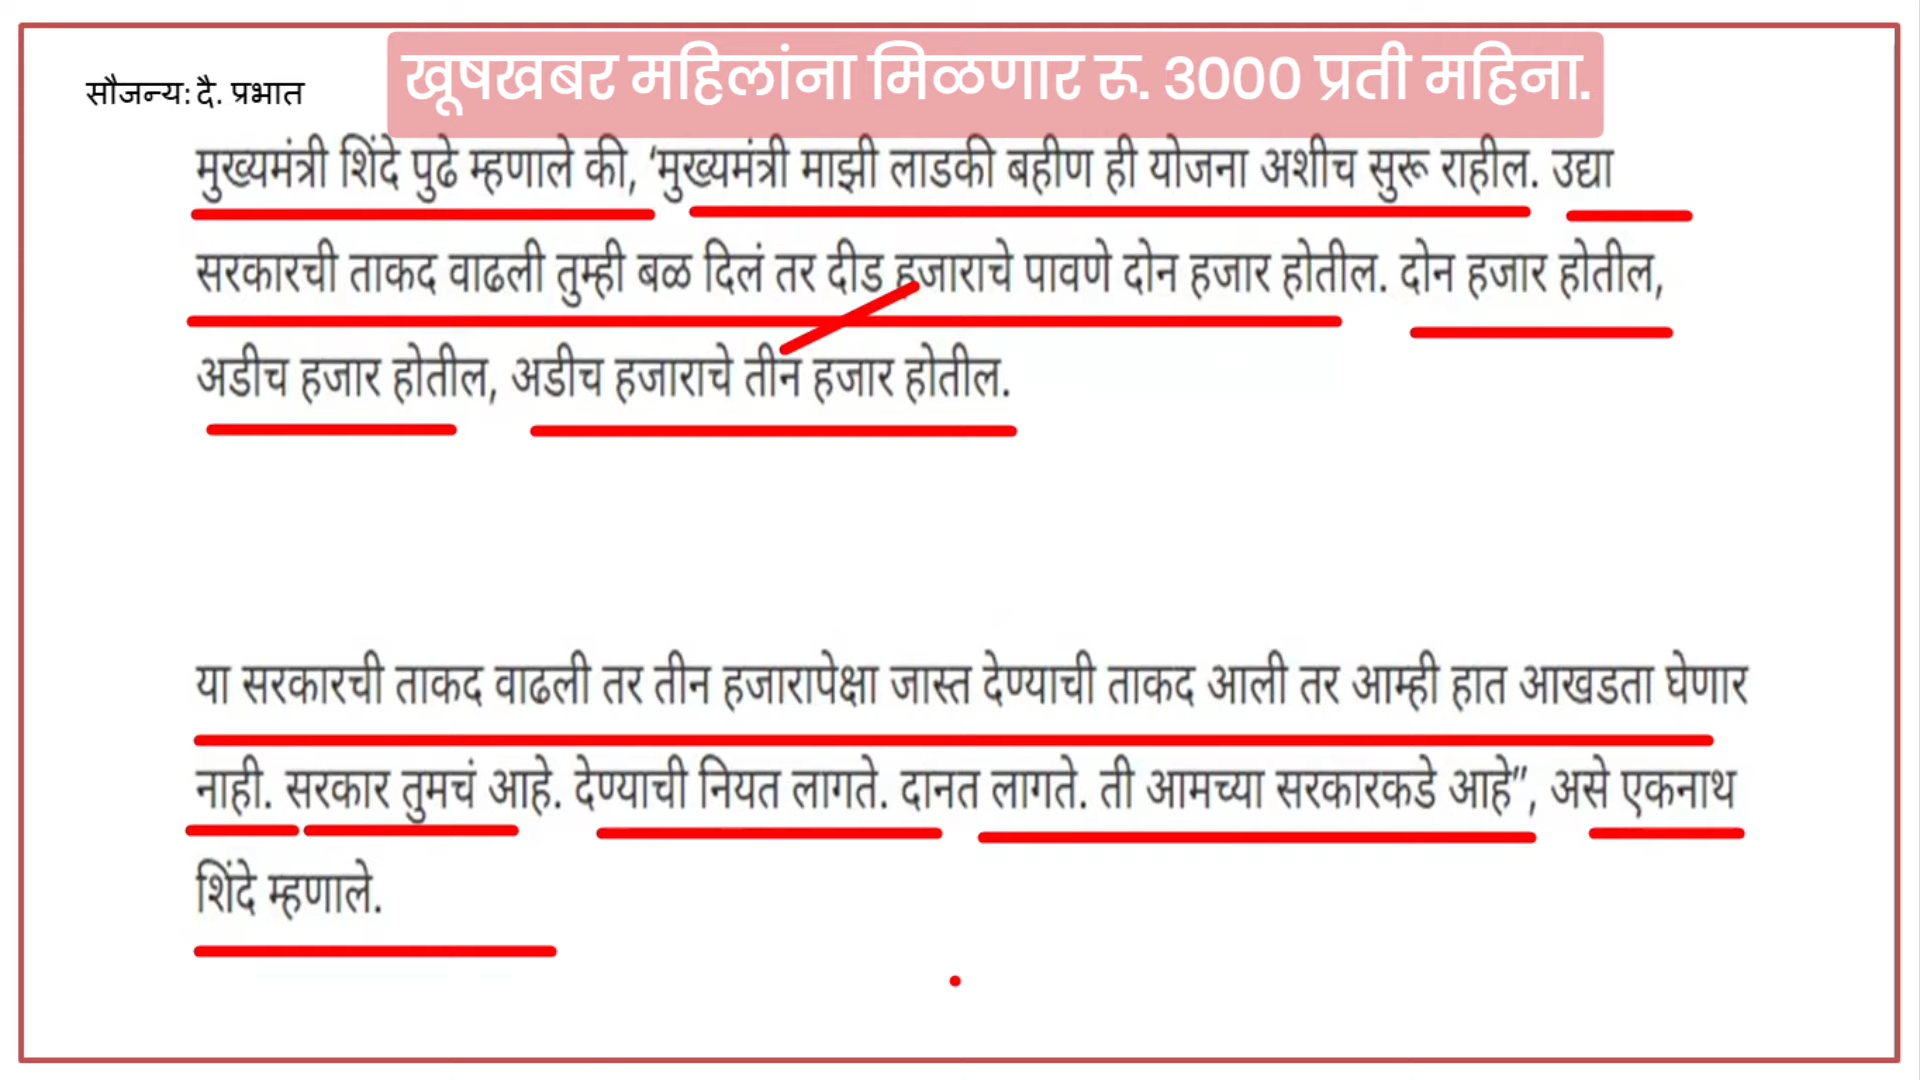 सौजन्य: दै. प्रभात
खूषखबर महिलांना मिळणार रू. 3000 प्रती महिना.
मुख्यमंत्री शिंदे पुढे म्हणाले की, ‘मुख्यमंत्री माझी लाडकी बहीण ही योजना अशीच सुरू राहील. उद्या
सरकारची ताकद वाढली तुम्ही बळ दिलं तर दीड हजाराचे पावणे दोन हजार होतील. दोन हजार होतील,
अडीच हजार होतील, अडीच हजाराचे तीन हजार होतील.
या सरकारची ताकद वाढली तर तीन हजारापेक्षा जास्त देण्याची ताकद आली तर आम्ही हात आखडता घेणार
नाही. सरकार तुमचं आहे. देण्याची नियत लागते. दानत लागते. ती आमच्या सरकारकडे आहे”, असे एकनाथ
शिंदे म्हणाले.